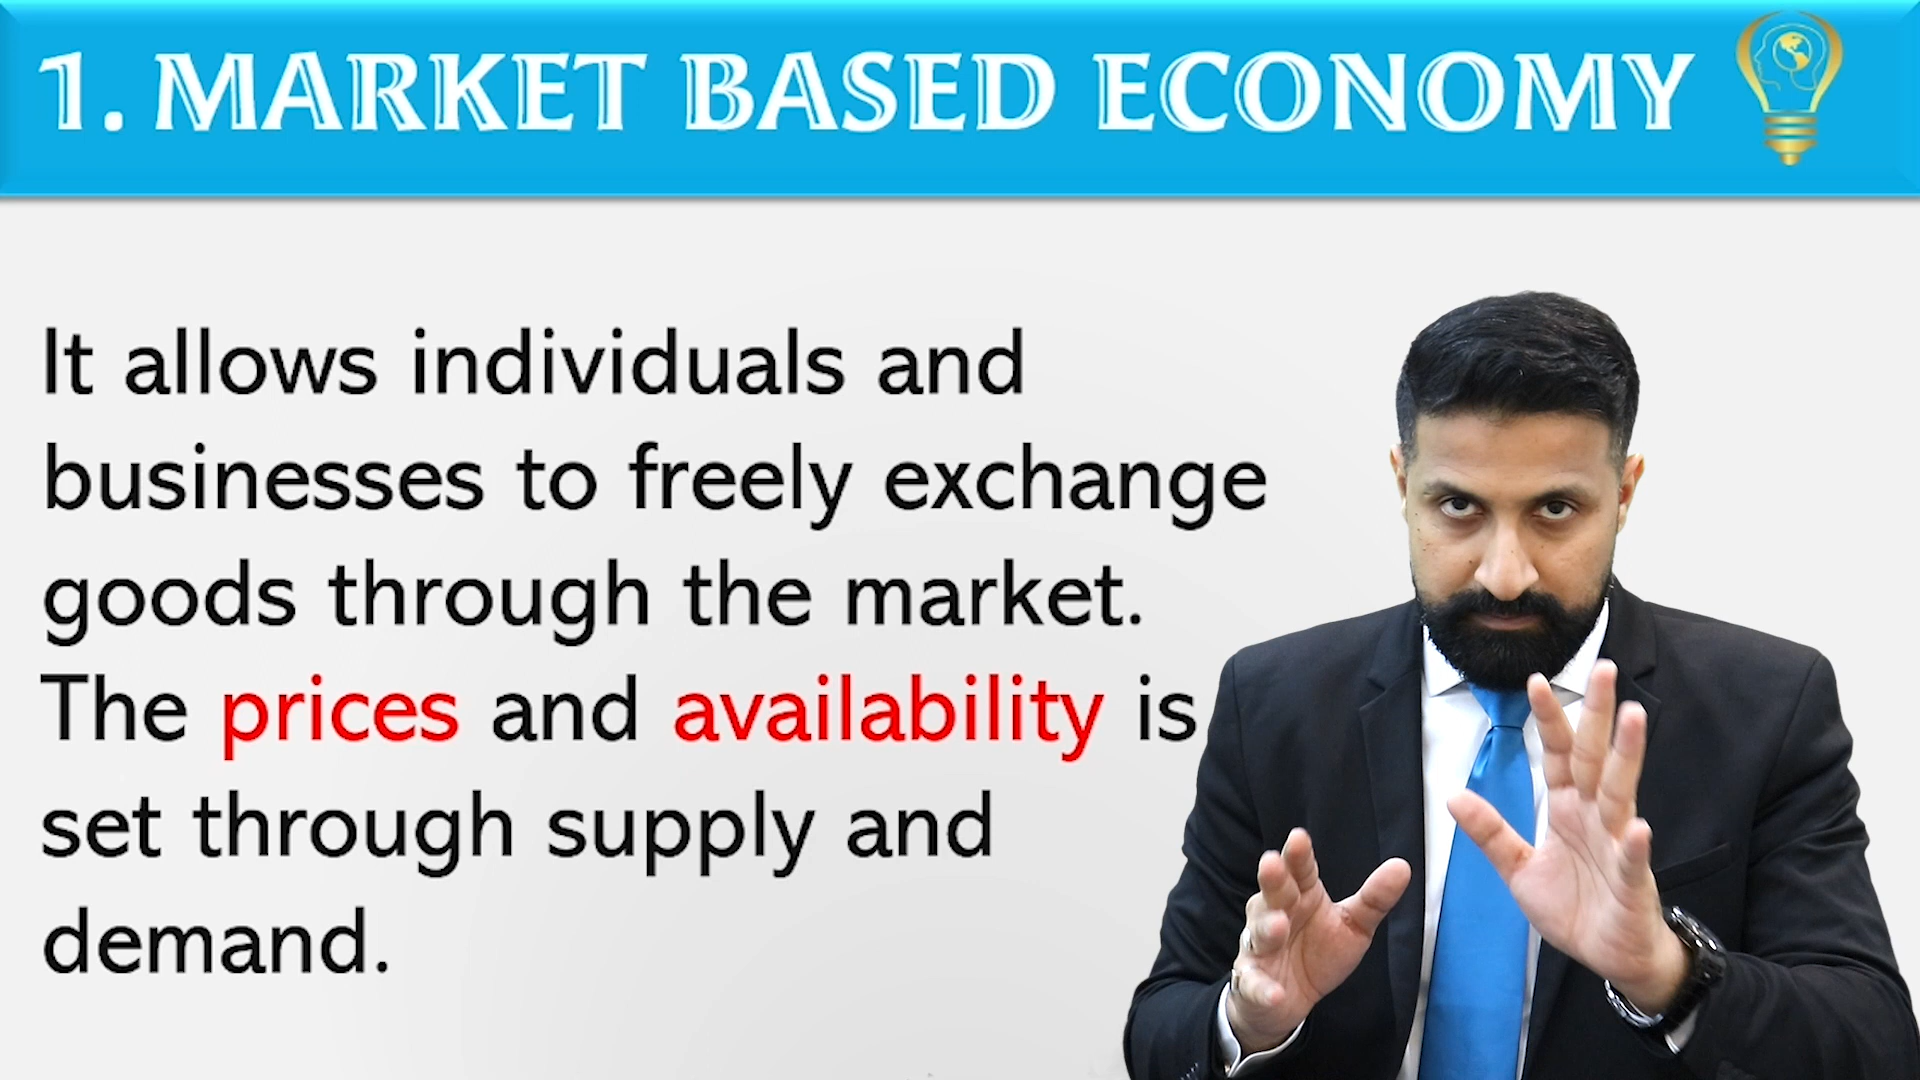 1. MARKET BASED ECONOMY
It allows individuals and
businesses to freely exchange
goods through the market.
The prices and availability is
set through supply and
demand.